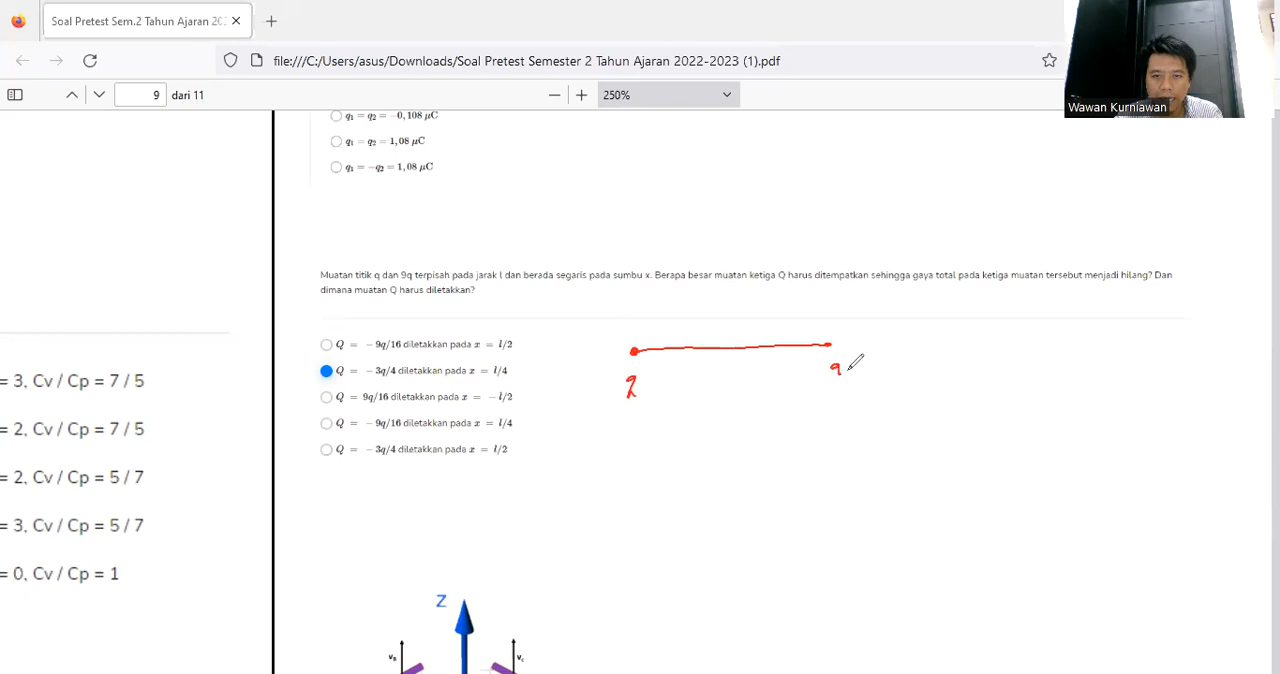 Soal Pretest Sem.2 Tahun Ajaran 202
file:///C:/Users/asus/Downloads/Soal Pretest Semester 2 Tahun Ajaran 2022-2023 (1).pdf
9 dari 11
250%
Wawan Kurniawan
q₁ = q₂ = −0,108 μC
q₁ = q₂ = 1,08 μC
q₁ = −q₂ = 1,08 μC
Muatan titik q dan 9q terpisah pada jarak l dan berada segaris pada sumbu x. Berapa besar muatan ketiga Q harus ditempatkan sehingga gaya total pada ketiga muatan tersebut menjadi hilang? Dan
dimana muatan Q harus diletakkan?
Q = − 9q/16 diletakkan pada x = l/2
Q = − 3q/4 diletakkan pada x = l/4
Q = 9q/16 diletakkan pada x = − l/2
Q = − 9q/16 diletakkan pada x = l/4
Q = − 3q/4 diletakkan pada x = l/2
q
9
= 3, Cv / Cp = 7 / 5
= 2, Cv / Cp = 7 / 5
= 2, Cv / Cp = 5 / 7
= 3, Cv / Cp = 5 / 7
= 0, Cv / Cp = 1
Z